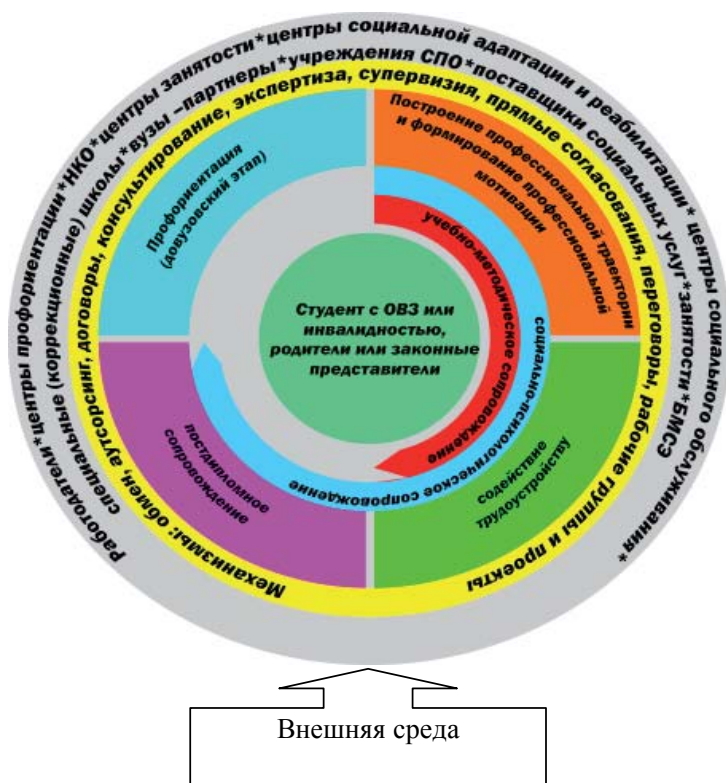 Работодатели*центры профориентации*НКО*центры занятости*центры социальной адаптации и реабилитации* центры социального обслуживания*
специальные (коррекционные) школы*вузы –партнеры*учреждения СПО*поставщики социальных услуг*занятости*БМСЭ
Механизмы: обмен, аутсорсинг, договоры, консультирование, экспертиза, супервизия, прямые согласования, переговоры, рабочие группы и проекты
Профориентация
(довузовский этап)
Построение профессиональной траектории
и формирование профессиональной
мотивации
учебно-методическое сопровождение
социально-психологическое сопровождение
Студент с ОВЗ или
инвалидностью,
родители или законные
представители
постдипломное
сопровождение
содействие
трудоустройству
Внешняя среда